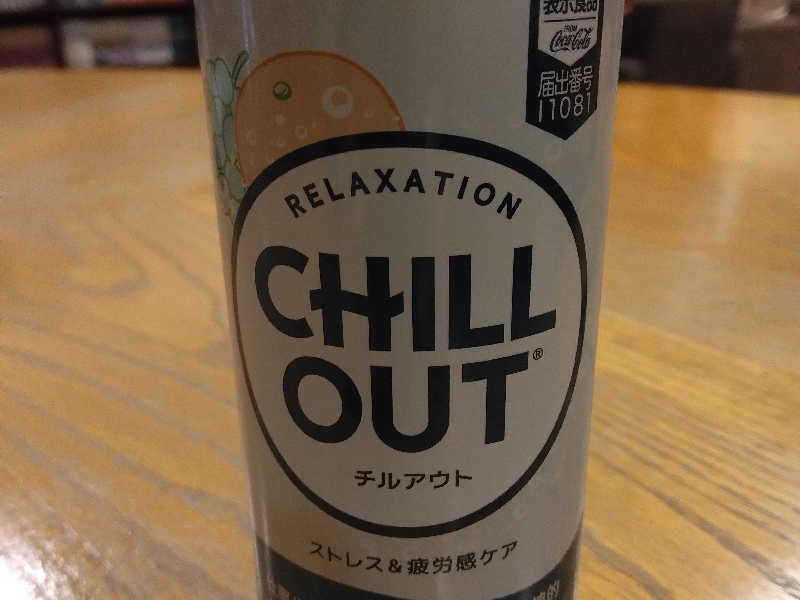 表示食品
FROM
Coca-Cola
届出番号
I1081
RELAXATION
CHILL
OUT®
チルアウト
ストレス&疲労感ケア